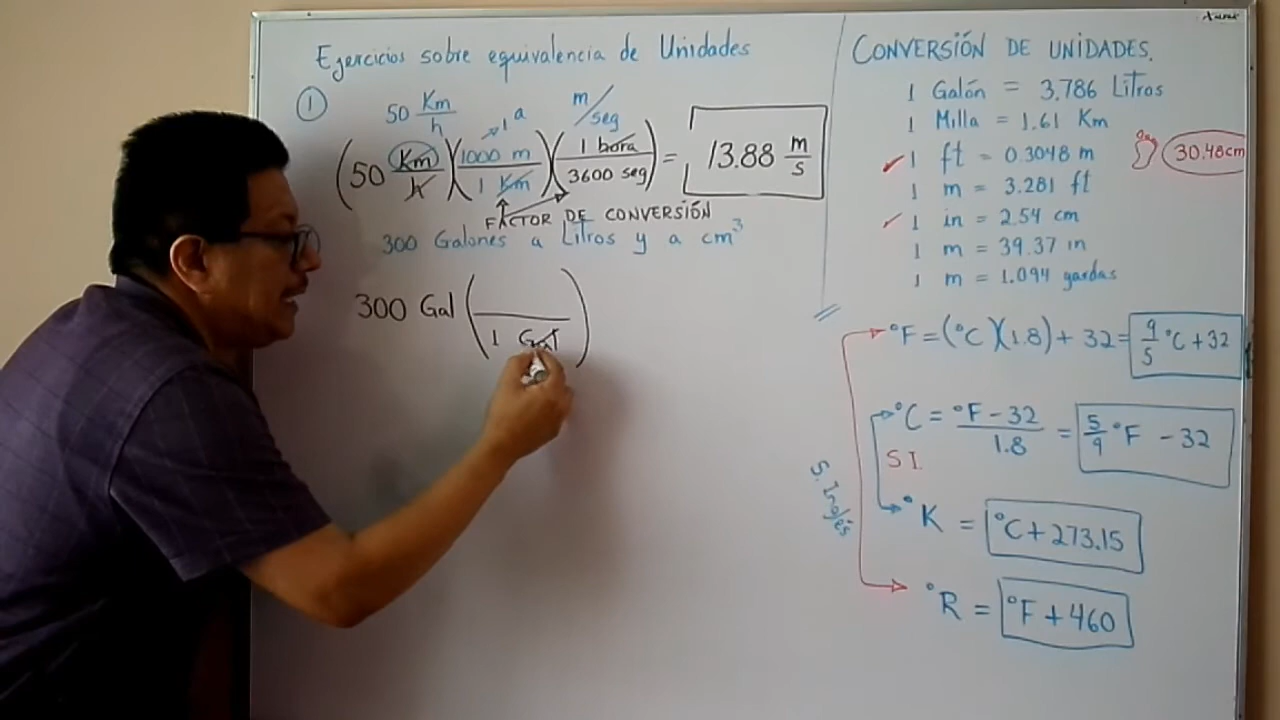 Ejercicios sobre equivalencia de Unidades
1
50 Km/h a m/seg
(50 Km/h)(1000 m/1 Km)(1 hora/3600 seg) = 13.88 m/s
FACTOR DE CONVERSIÓN
300 Galones a Litros y a cm³
300 Gal ( /1 Gal)
CONVERSIÓN DE UNIDADES.
1 Galón = 3.786 Litros
1 Milla = 1.61 Km
1 ft = 0.3048 m
30.48cm
1 m = 3.281 ft
1 in = 2.54 cm
1 m = 39.37 in
1 m = 1.094 yardas
°F = (°C)(1.8) + 32 = 9/5 °C + 32
°C = °F - 32/1.8 = 5/9 °F - 32
S I.
S. Inglés
°K = °C + 273.15
°R = °F + 460